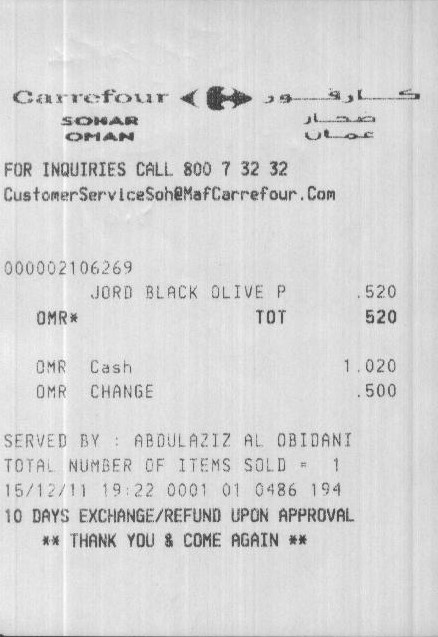 Carrefour كارفور
SOHAR صحار
OMAN عمان
FOR INQUIRIES CALL 800 7 32 32
CustomerServiceSoh@MafCarrefour.Com
000002106269
JORD BLACK OLIVE P .520
OMR* TOT 520
OMR Cash 1.020
OMR CHANGE .500
SERVED BY : ABDULAZIZ AL OBIDANI
TOTAL NUMBER OF ITEMS SOLD = 1
15/12/11 19:22 0001 01 0486 194
10 DAYS EXCHANGE/REFUND UPON APPROVAL
** THANK YOU & COME AGAIN **